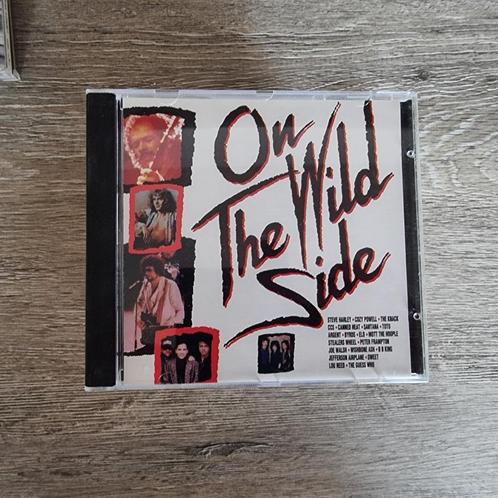 On
The Wild
Side
STEVE HARLEY • COZY POWELL • THE KNACK
CCS • CANNED HEAT • SANTANA • TOTO
ARGENT • BYRDS • ELO • MOTT THE HOOPLE
STEALERS WHEEL • PETER FRAMPTON
JOE WALSH • WISHBONE ASH • B B KING
JEFFERSON AIRPLANE • SWEET
LOU REED • THE GUESS WHO